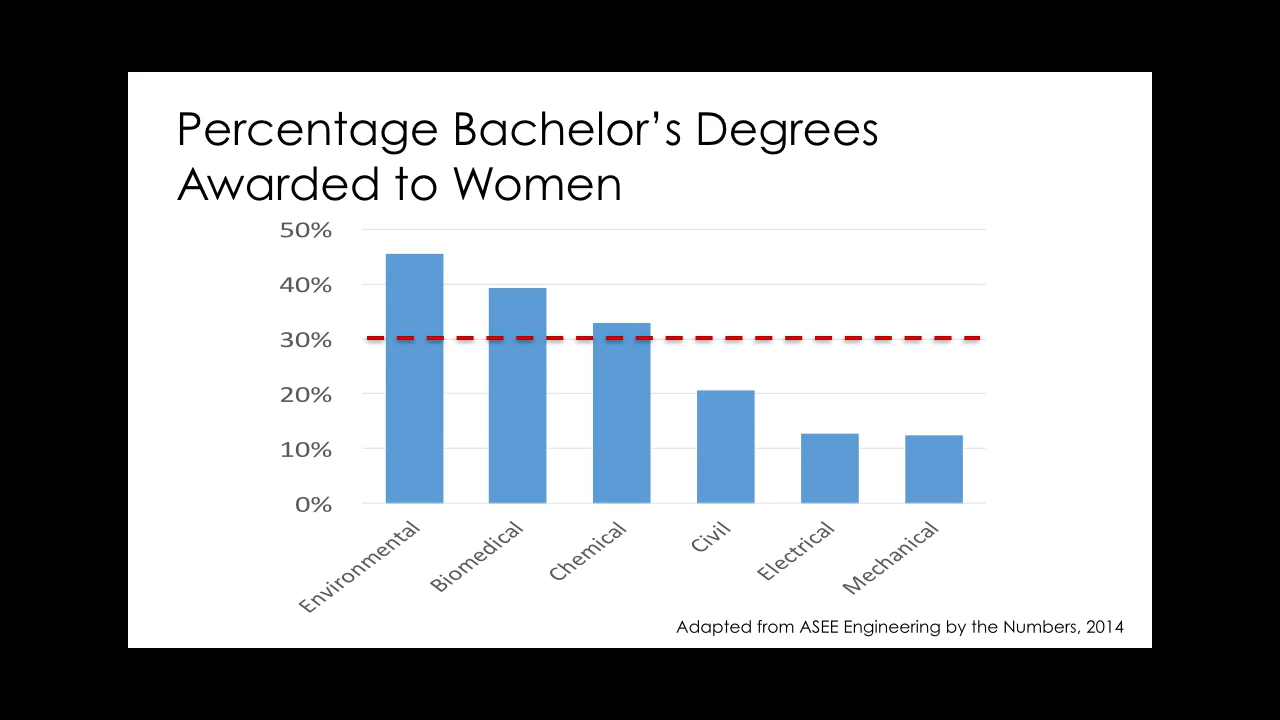 Percentage Bachelor’s Degrees
Awarded to Women
50%
40%
30%
20%
10%
0%
Environmental
Biomedical
Chemical
Civil
Electrical
Mechanical
Adapted from ASEE Engineering by the Numbers, 2014